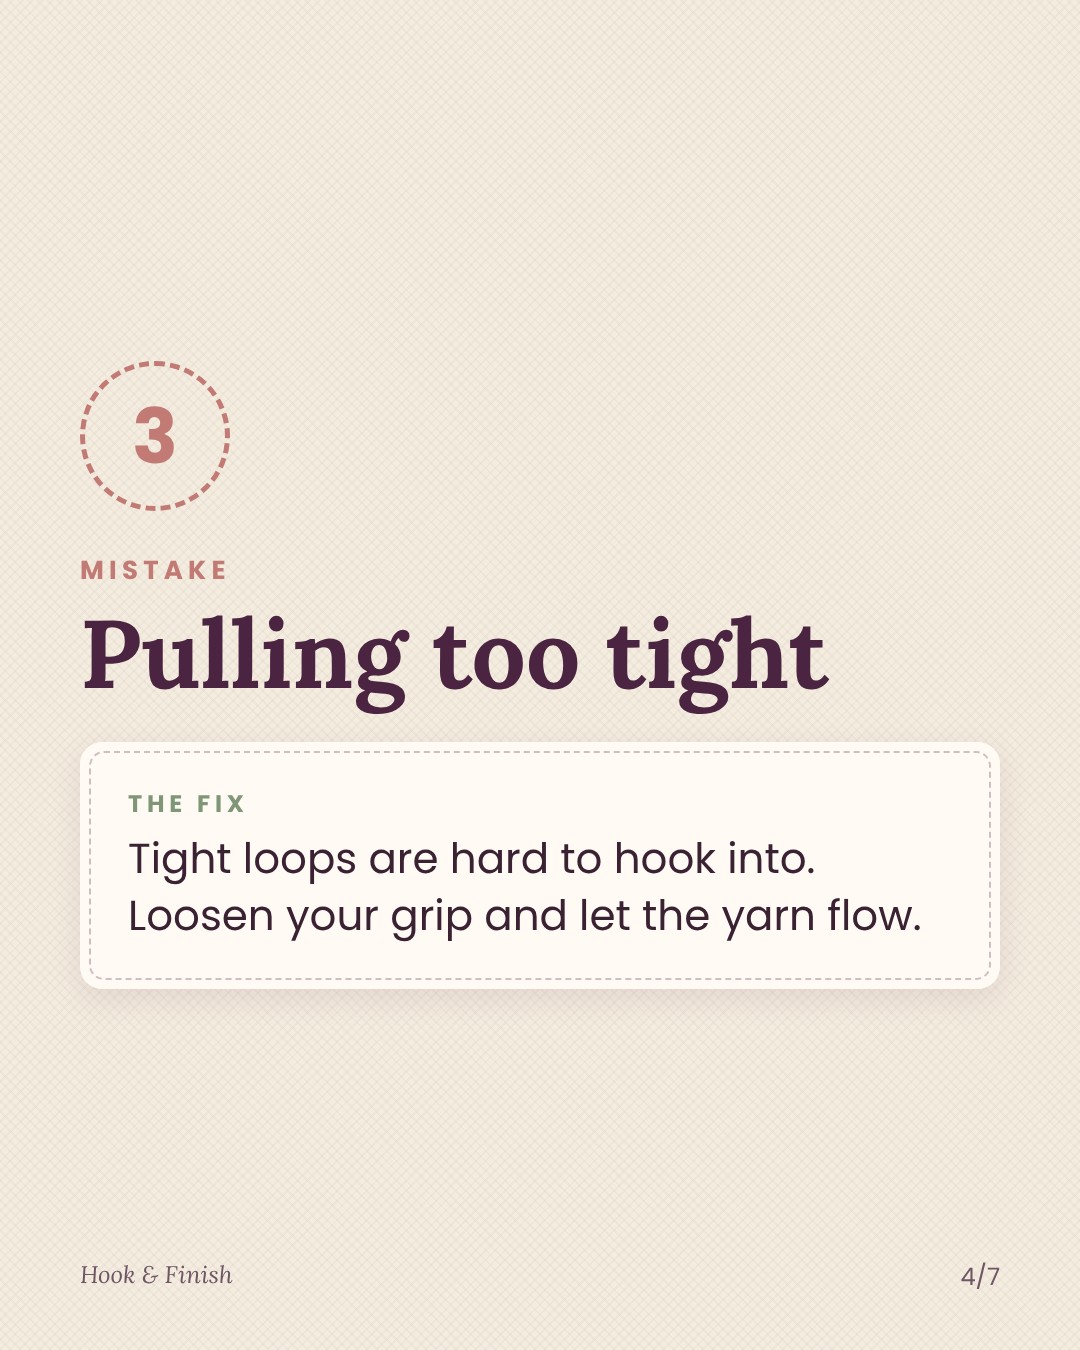 3
MISTAKE
Pulling too tight
THE FIX
Tight loops are hard to hook into.
Loosen your grip and let the yarn flow.
Hook & Finish
4/7